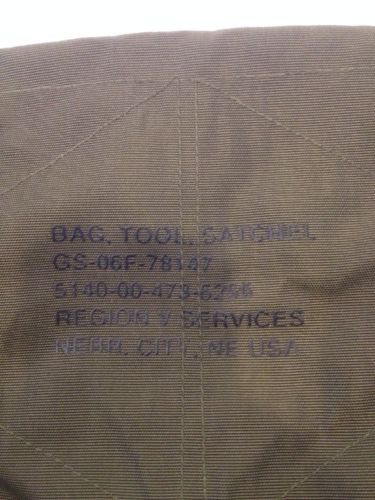 BAG, TOOL, SATCHEL
GS-06F-78147
5140-00-473-6256
REGION V SERVICES
NEBR. CITY, NE USA